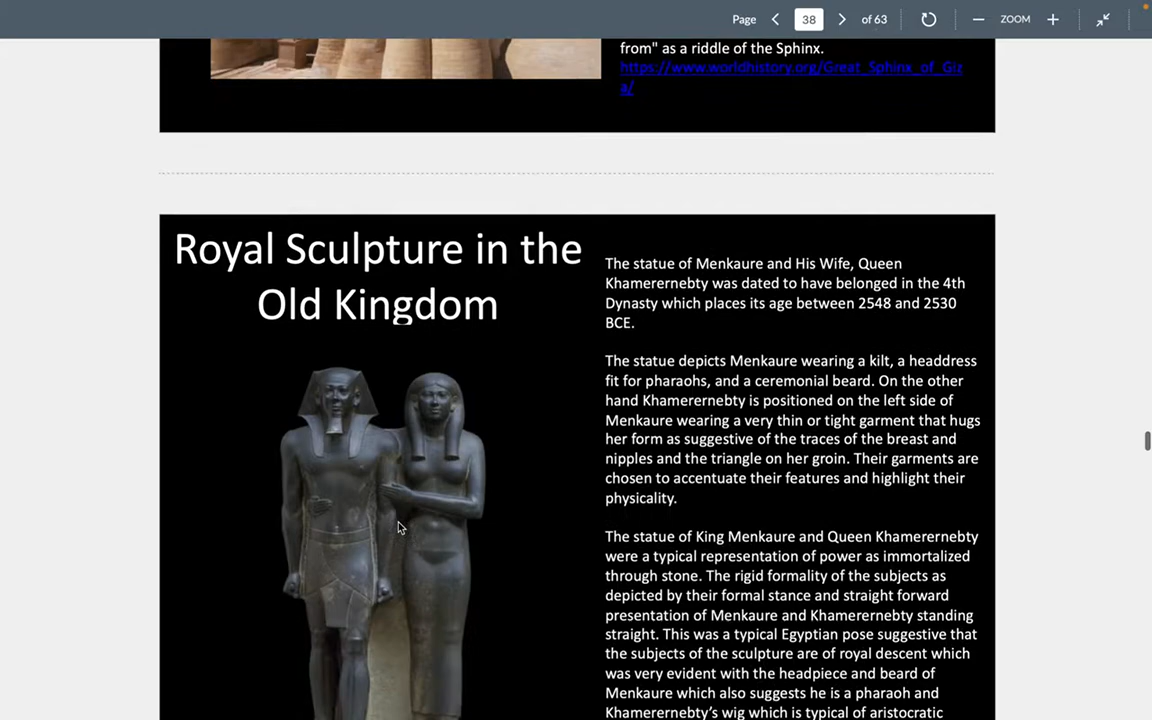 Page 38 of 63 ZOOM
from" as a riddle of the Sphinx.
https://www.worldhistory.org/Great_Sphinx_of_Giz
a/
Royal Sculpture in the
Old Kingdom
The statue of Menkaure and His Wife, Queen
Khamerernebty was dated to have belonged in the 4th
Dynasty which places its age between 2548 and 2530
BCE.
The statue depicts Menkaure wearing a kilt, a headdress
fit for pharaohs, and a ceremonial beard. On the other
hand Khamerernebty is positioned on the left side of
Menkaure wearing a very thin or tight garment that hugs
her form as suggestive of the traces of the breast and
nipples and the triangle on her groin. Their garments are
chosen to accentuate their features and highlight their
physicality.
The statue of King Menkaure and Queen Khamerernebty
were a typical representation of power as immortalized
through stone. The rigid formality of the subjects as
depicted by their formal stance and straight forward
presentation of Menkaure and Khamerernebty standing
straight. This was a typical Egyptian pose suggestive that
the subjects of the sculpture are of royal descent which
was very evident with the headpiece and beard of
Menkaure which also suggests he is a pharaoh and
Khamerernebty’s wig which is typical of aristocratic